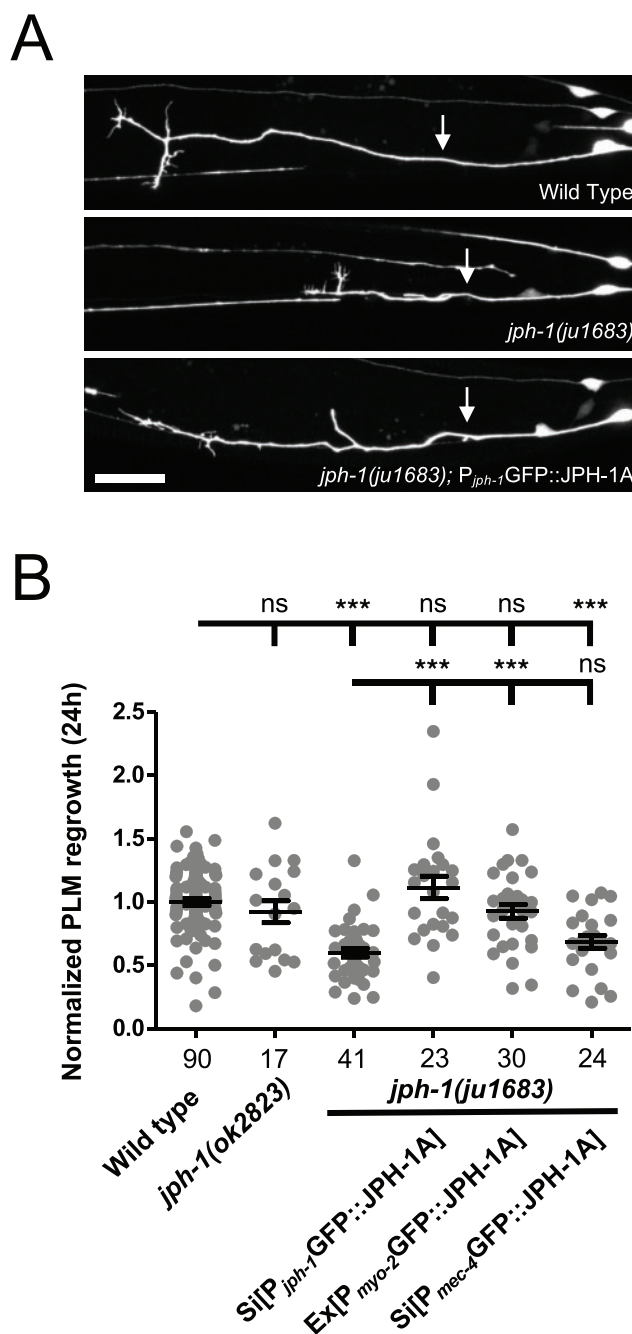 A
Wild Type
jph-1(ju1683)
jph-1(ju1683); Pjph-1GFP::JPH-1A
B
ns *** ns ns ***
*** *** ns
Normalized PLM regrowth (24h)
2.5
2.0
1.5
1.0
0.5
0.0
90 17 41 23 30 24
jph-1(ju1683)
Wild type
jph-1(ok2823)
Si[Pjph-1GFP::JPH-1A]
Ex[Pmyo-2GFP::JPH-1A]
Si[Pmec-4GFP::JPH-1A]